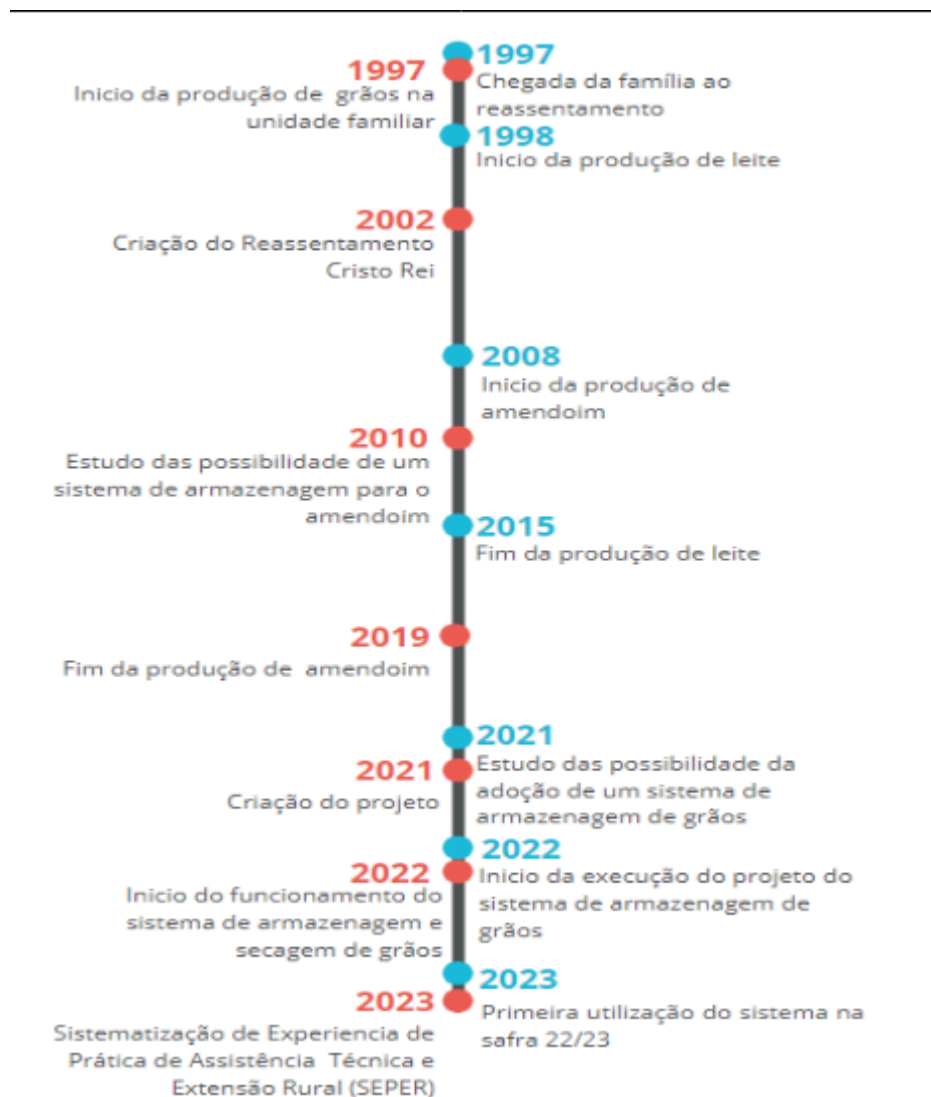 1997
Chegada da família ao
reassentamento
1997
Inicio da produção de grãos na
unidade familiar
1998
Inicio da produção de leite
2002
Criação do Reassentamento
Cristo Rei
2008
Inicio da produção de
amendoim
2010
Estudo das possibilidade de um
sistema de armazenagem para o
amendoim
2015
Fim da produção de leite
2019
Fim da produção de amendoim
2021
Estudo das possibilidade da
adoção de um sistema de
armazenagem de grãos
2021
Criação do projeto
2022
Inicio da execução do projeto do
sistema de armazenagem de
grãos
2022
Inicio do funcionamento do
sistema de armazenagem e
secagem de grãos
2023
Primeira utilização do sistema na
safra 22/23
2023
Sistematização de Experiencia de
Prática de Assistência Técnica e
Extensão Rural (SEPER)